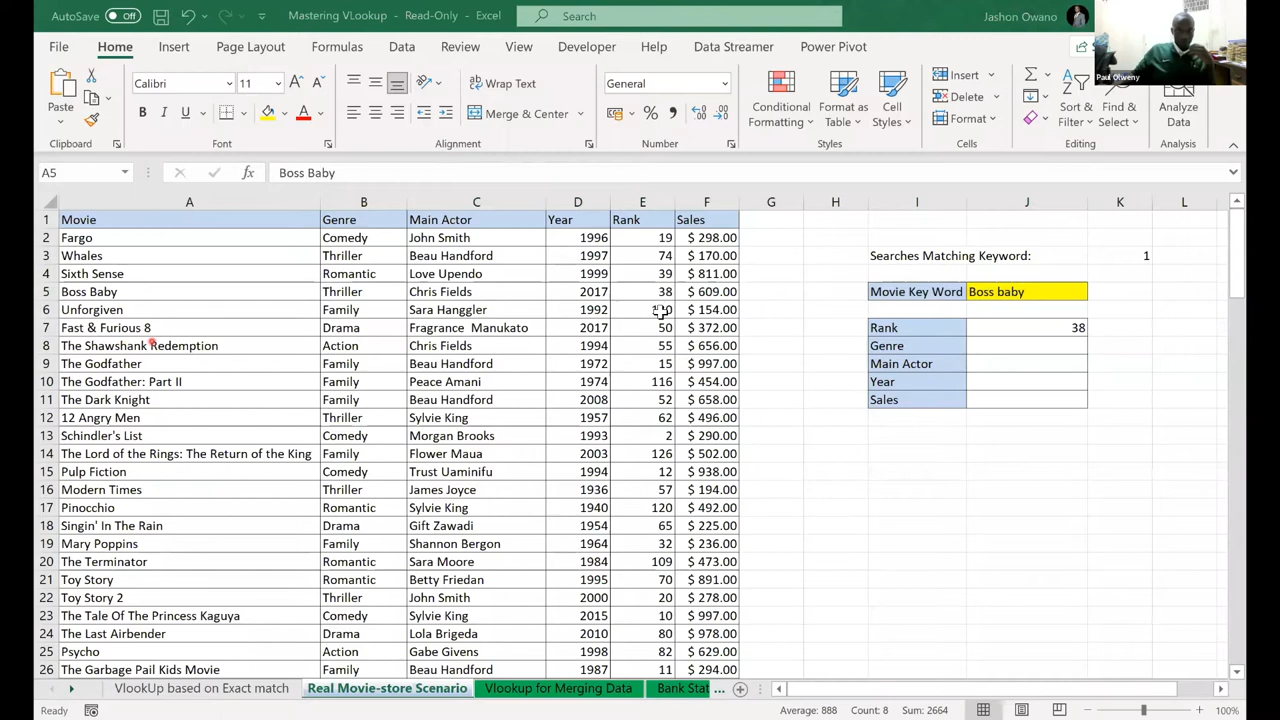 AutoSave Off Mastering VLookup - Read-Only - Excel Search Jashon Owano
File Home Insert Page Layout Formulas Data Review View Developer Help Data Streamer Power Pivot
Paul Olweny
Calibri 11 Wrap Text General Insert
Paste B I U Merge & Center $ % Conditional Formatting Format as Table Cell Styles Delete Format Sort & Filter Find & Select Analyze Data
Clipboard Font Alignment Number Styles Cells Editing Analysis
A5 fx Boss Baby
A B C D E F G H I J K L
1 Movie Genre Main Actor Year Rank Sales
2 Fargo Comedy John Smith 1996 19 $ 298.00
3 Whales Thriller Beau Handford 1997 74 $ 170.00 Searches Matching Keyword: 1
4 Sixth Sense Romantic Love Upendo 1999 39 $ 811.00
5 Boss Baby Thriller Chris Fields 2017 38 $ 609.00 Movie Key Word Boss baby
6 Unforgiven Family Sara Hanggler 1992 $ 154.00
7 Fast & Furious 8 Drama Fragrance Manukato 2017 50 $ 372.00 Rank 38
8 The Shawshank Redemption Action Chris Fields 1994 55 $ 656.00 Genre
9 The Godfather Family Beau Handford 1972 15 $ 997.00 Main Actor
10 The Godfather: Part II Family Peace Amani 1974 116 $ 454.00 Year
11 The Dark Knight Family Beau Handford 2008 52 $ 658.00 Sales
12 12 Angry Men Thriller Sylvie King 1957 62 $ 496.00
13 Schindler's List Comedy Morgan Brooks 1993 2 $ 290.00
14 The Lord of the Rings: The Return of the King Family Flower Maua 2003 126 $ 502.00
15 Pulp Fiction Comedy Trust Uaminifu 1994 12 $ 938.00
16 Modern Times Thriller James Joyce 1936 57 $ 194.00
17 Pinocchio Romantic Sylvie King 1940 120 $ 492.00
18 Singin' In The Rain Drama Gift Zawadi 1954 65 $ 225.00
19 Mary Poppins Family Shannon Bergon 1964 32 $ 236.00
20 The Terminator Romantic Sara Moore 1984 109 $ 473.00
21 Toy Story Romantic Betty Friedan 1995 70 $ 891.00
22 Toy Story 2 Thriller John Smith 2000 20 $ 278.00
23 The Tale Of The Princess Kaguya Comedy Sylvie King 2015 10 $ 997.00
24 The Last Airbender Drama Lola Brigeda 2010 80 $ 978.00
25 Psycho Action Gabe Givens 1998 82 $ 629.00
26 The Garbage Pail Kids Movie Family Beau Handford 1987 11 $ 294.00
VlookUp based on Exact match Real Movie-store Scenario Vlookup for Merging Data Bank Stat ...
Ready Average: 888 Count: 8 Sum: 2664 100%